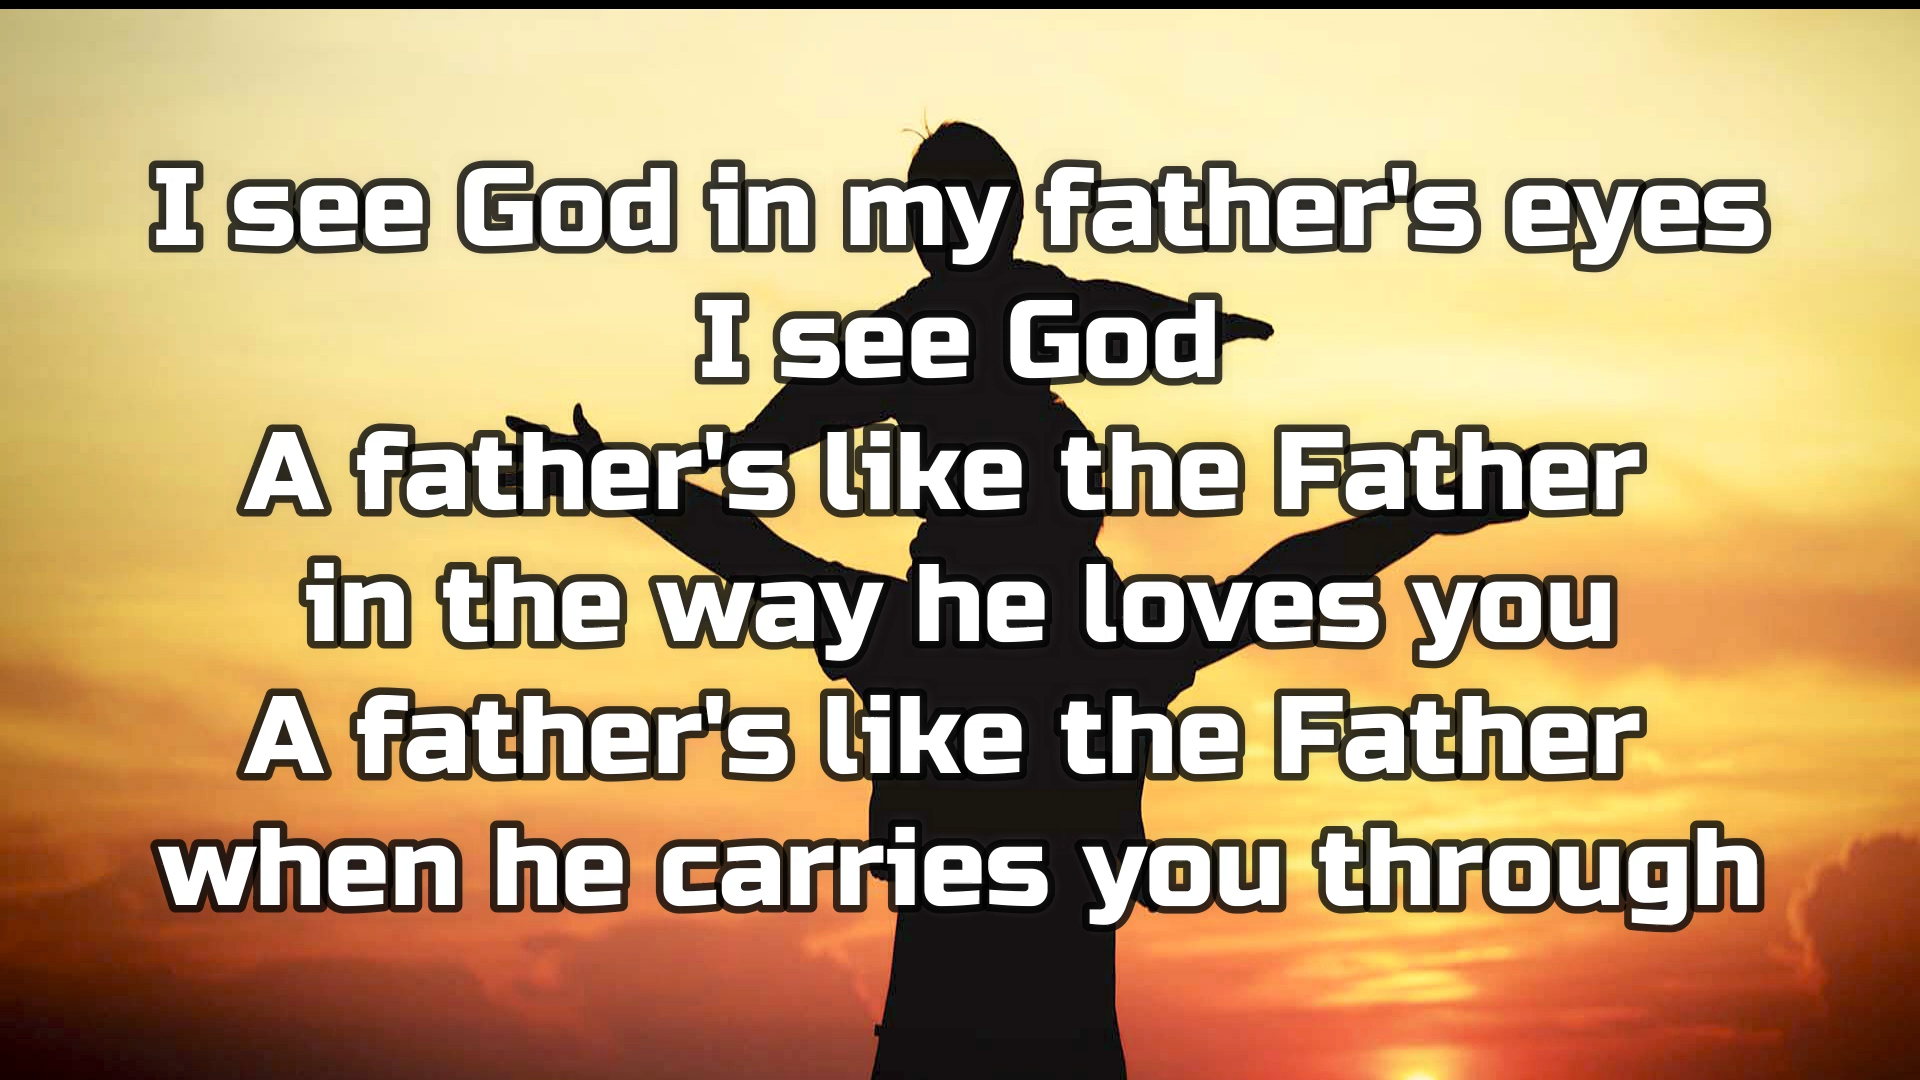 I see God in my father's eyes
I see God
A father's like the Father
in the way he loves you
A father's like the Father
when he carries you through